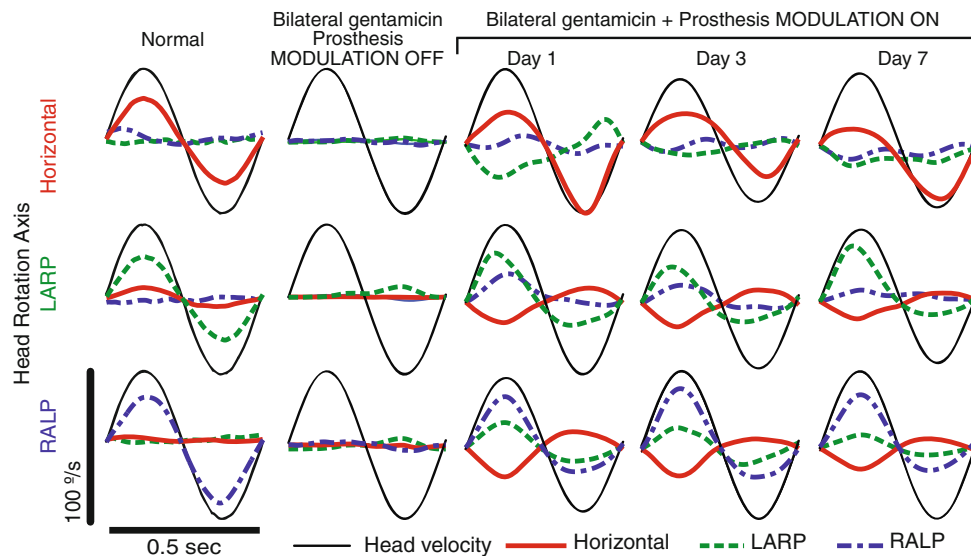 Normal
Bilateral gentamicin
Prosthesis
MODULATION OFF
Bilateral gentamicin + Prosthesis MODULATION ON
Day 1
Day 3
Day 7
Head Rotation Axis
Horizontal
LARP
RALP
100 °/s
0.5 sec
Head velocity
Horizontal
LARP
RALP